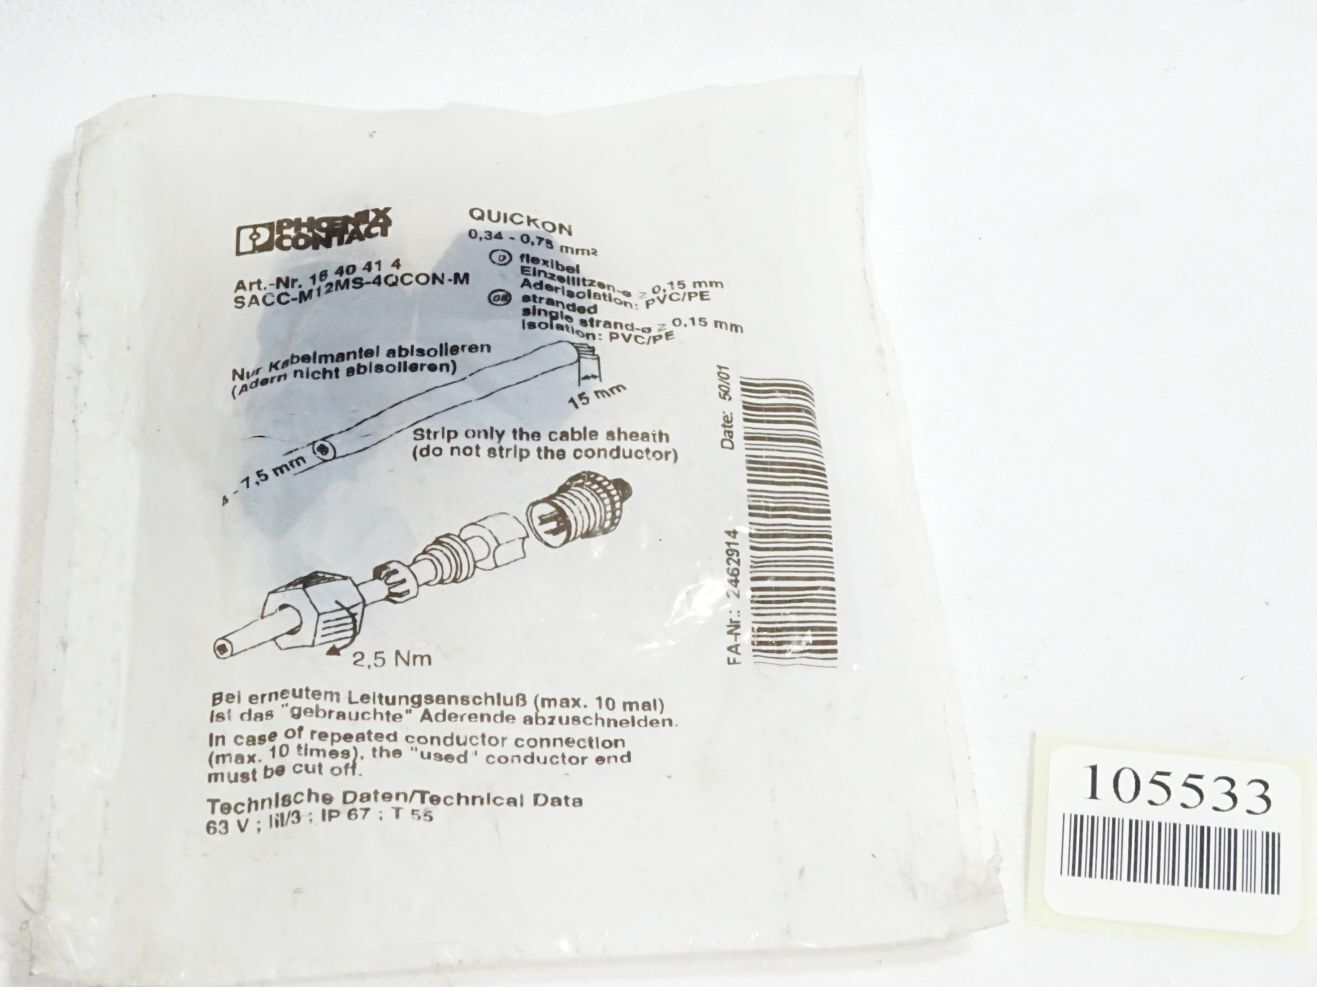 PHOENIX
CONTACT
Art.-Nr. 16 40 41 4
SACC-M12MS-4QCON-M
QUICKON
0,34 - 0,75 mm²
D flexibel
Einzellitzen-ø ≥ 0,15 mm
Aderisolation: PVC/PE
GB stranded
single strand-ø ≥ 0,15 mm
Isolation: PVC/PE
Nur Kabelmantel abisolieren
(Adern nicht abisolieren)
15 mm
4 - 7,5 mm
Strip only the cable sheath
(do not strip the conductor)
2,5 Nm
Bei erneutem Leitungsanschluß (max. 10 mal)
ist das "gebrauchte" Aderende abzuschneiden.
In case of repeated conductor connection
(max. 10 times), the "used" conductor end
must be cut off.
Technische Daten/Technical Data
63 V ; III/3 ; IP 67 ; T 55
FA-Nr.: 2462914
Date: 50/01
105533